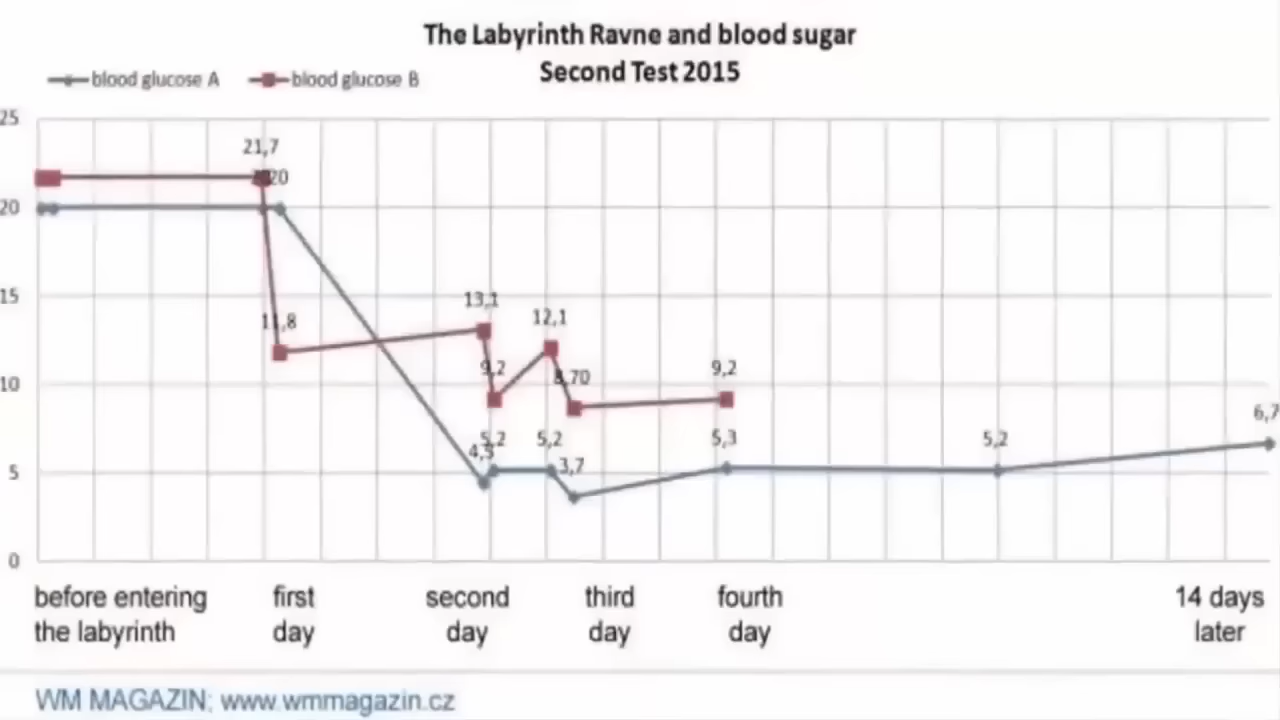 The Labyrinth Ravne and blood sugar
Second Test 2015
blood glucose A
blood glucose B
25
20
15
10
5
0
21,7
20
11,8
13,1
9,2
12,1
8,70
9,2
5,2
5,2
3,7
5,3
5,2
6,7
before entering
the labyrinth
first
day
second
day
third
day
fourth
day
14 days
later
WM MAGAZIN; www.wmmagazin.cz